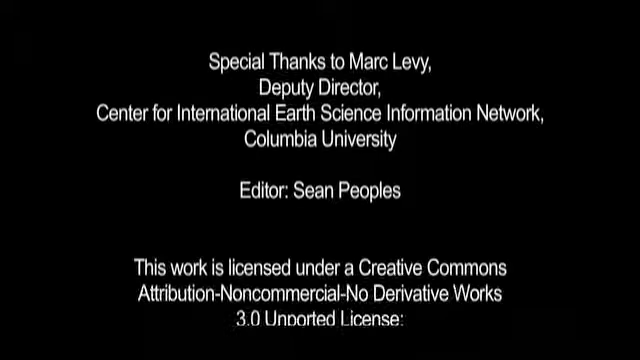 Special Thanks to Marc Levy,
Deputy Director,
Center for International Earth Science Information Network,
Columbia University
Editor: Sean Peoples
This work is licensed under a Creative Commons
Attribution-Noncommercial-No Derivative Works
3.0 Unported License: